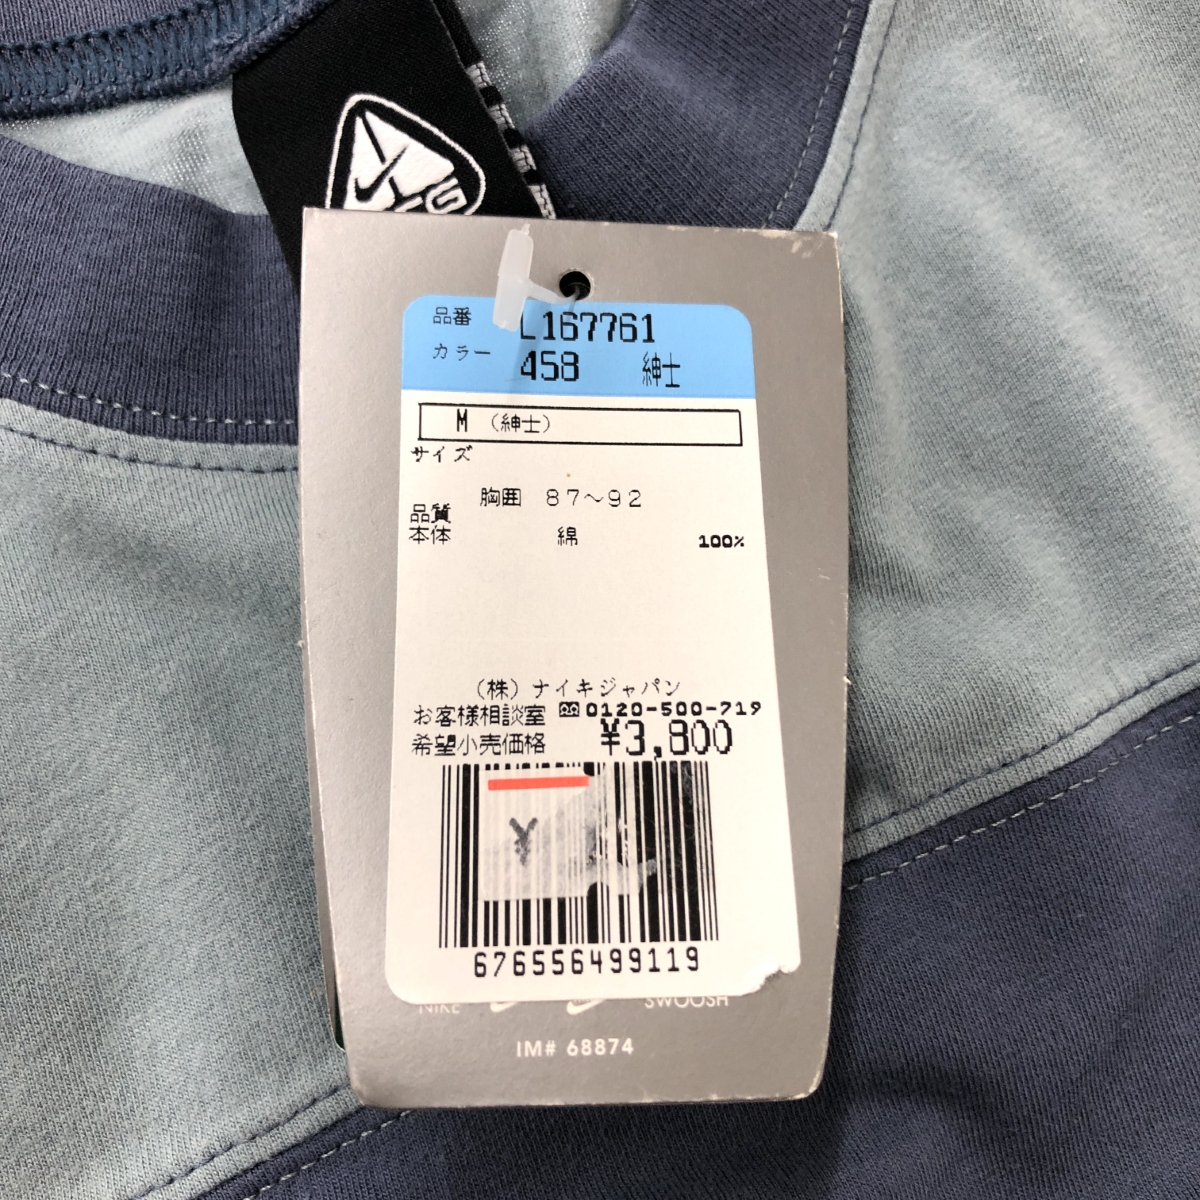 品番 L167761
カラー 458 紳士
M (紳士)
サイズ
胸囲 87〜92
品質
本体 綿 100%
(株)ナイキジャパン
お客様相談室 0120-500-719
希望小売価格 ¥3,800
¥
676556499119
NIKE SWOOSH
IM# 68874